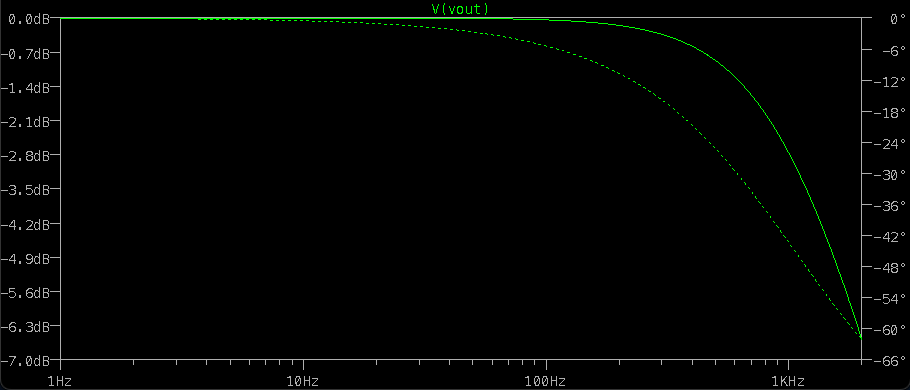 V(vout)
0.0dB
-0.7dB
-1.4dB
-2.1dB
-2.8dB
-3.5dB
-4.2dB
-4.9dB
-5.6dB
-6.3dB
-7.0dB
0°
-6°
-12°
-18°
-24°
-30°
-36°
-42°
-48°
-54°
-60°
-66°
1Hz
10Hz
100Hz
1KHz